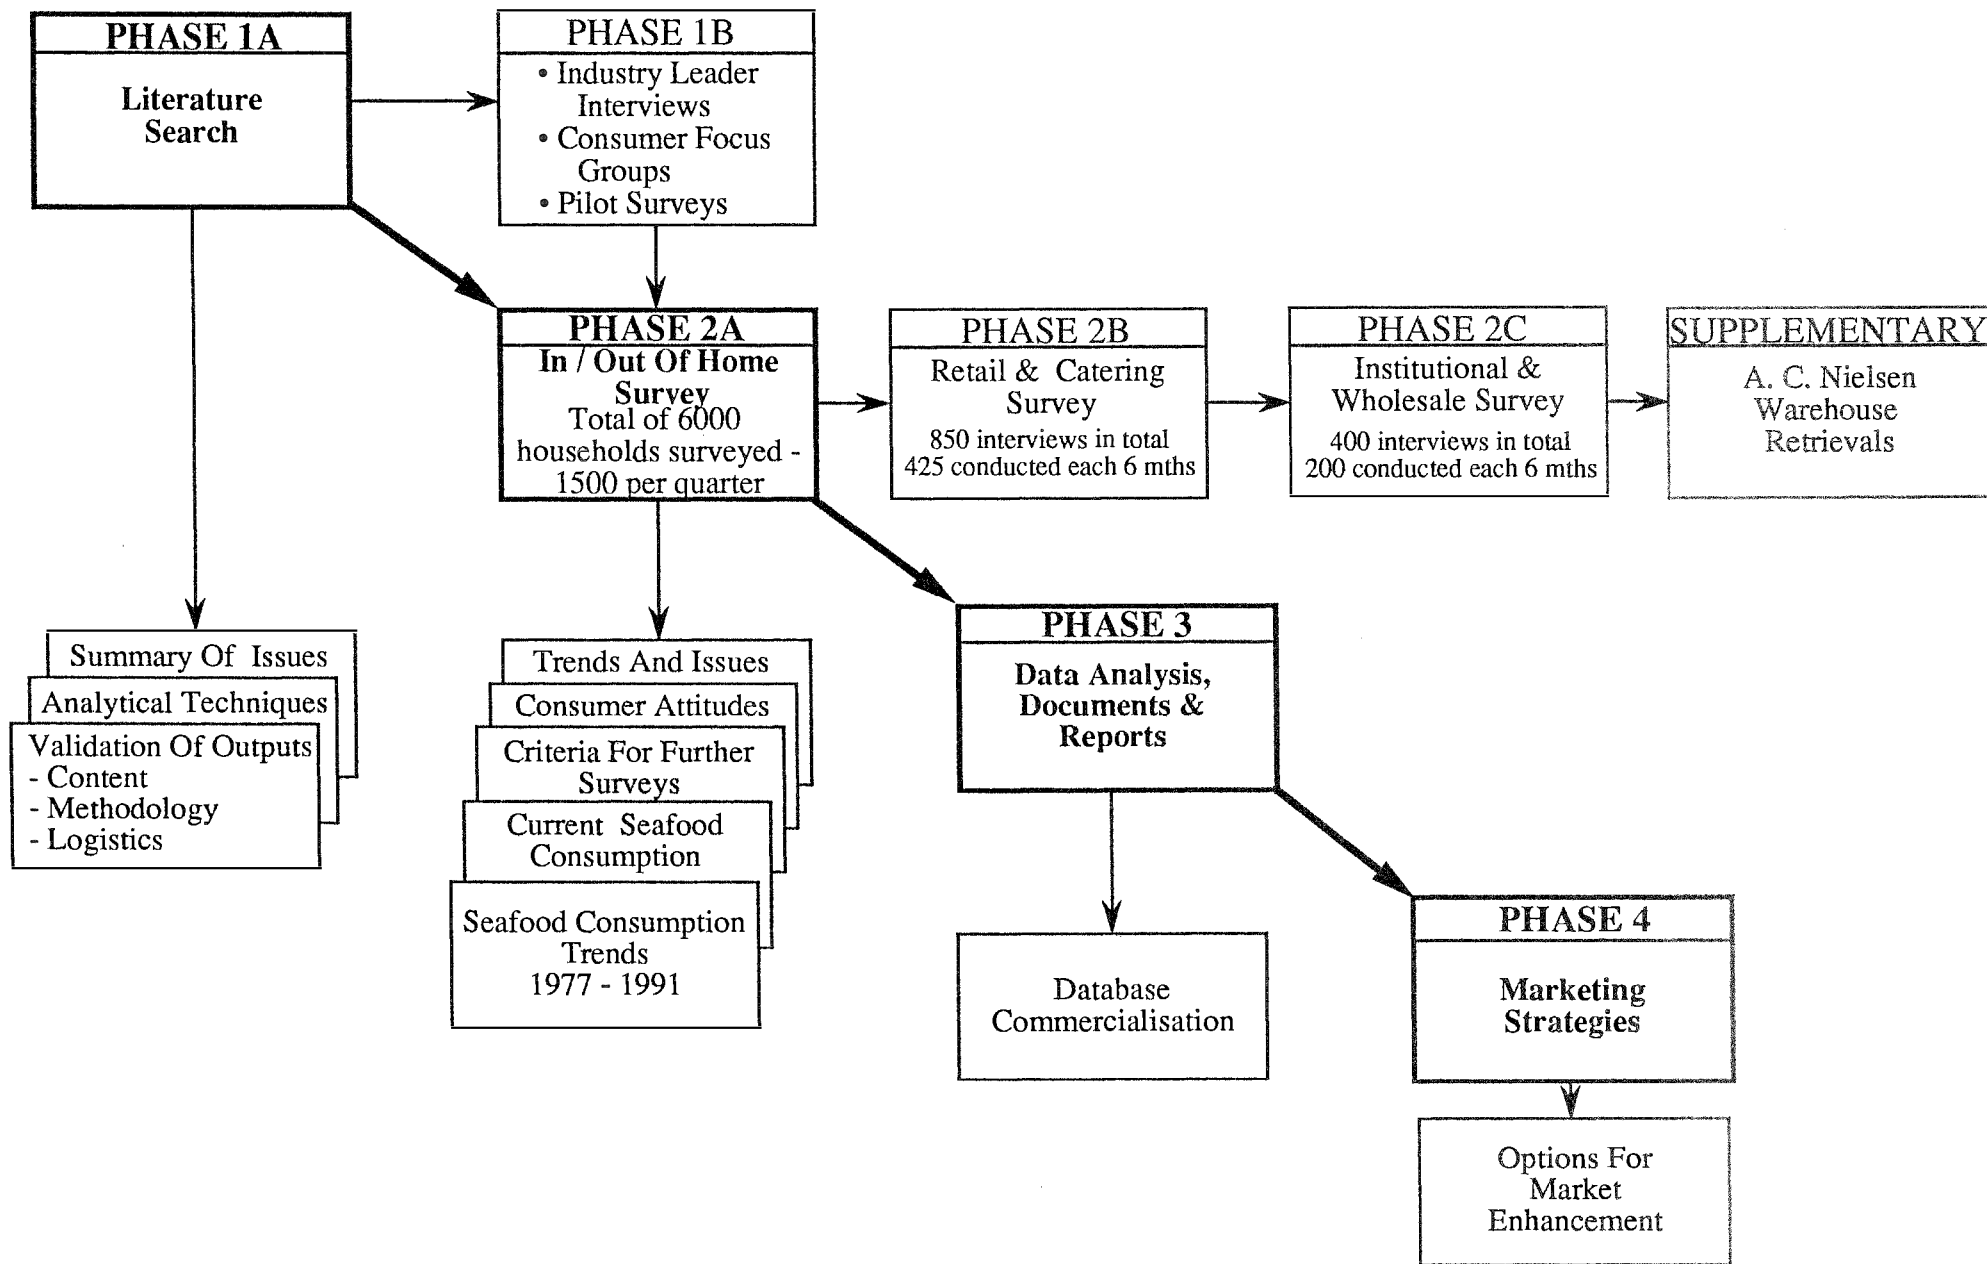 PHASE 1A
Literature
Search
PHASE 1B
• Industry Leader
Interviews
• Consumer Focus
Groups
• Pilot Surveys
PHASE 2A
In / Out Of Home
Survey
Total of 6000
households surveyed -
1500 per quarter
PHASE 2B
Retail & Catering
Survey
850 interviews in total
425 conducted each 6 mths
PHASE 2C
Institutional &
Wholesale Survey
400 interviews in total
200 conducted each 6 mths
SUPPLEMENTARY
A. C. Nielsen
Warehouse
Retrievals
Summary Of Issues
Analytical Techniques
Validation Of Outputs
- Content
- Methodology
- Logistics
Trends And Issues
Consumer Attitudes
Criteria For Further
Surveys
Current Seafood
Consumption
Seafood Consumption
Trends
1977 - 1991
PHASE 3
Data Analysis,
Documents &
Reports
Database
Commercialisation
PHASE 4
Marketing
Strategies
Options For
Market
Enhancement